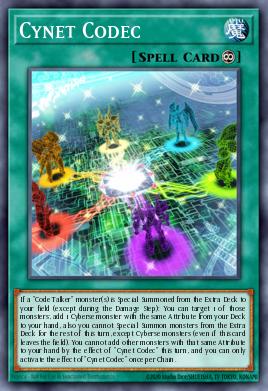 Cynet Codec
魔
[Spell Card]
If a "Code Talker" monster(s) is Special Summoned from the Extra Deck to
your field (except during the Damage Step): You can target 1 of those
monsters; add 1 Cyberse monster with the same Attribute from your Deck
to your hand, also you cannot Special Summon monsters from the Extra
Deck for the rest of this turn, except Cyberse monsters (even if this card
leaves the field). You cannot add other monsters with that same Attribute
to your hand by the effect of "Cynet Codec" this turn, and you can only
activate the effect of "Cynet Codec" once per Chain.